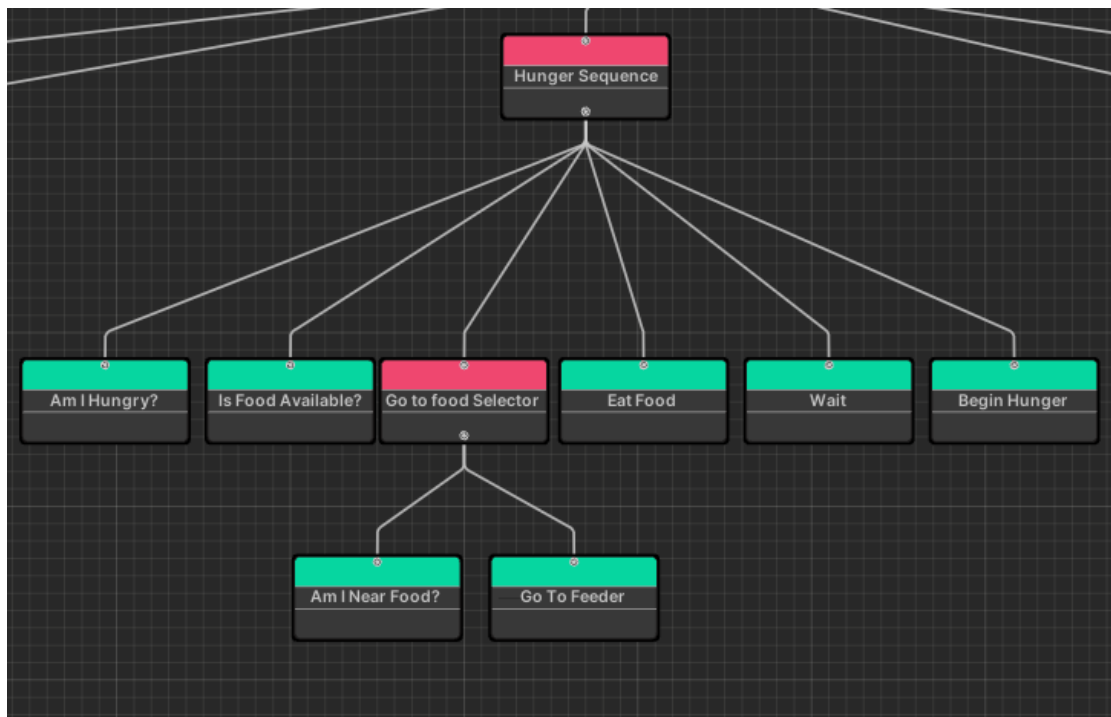 Hunger Sequence
Am I Hungry?
Is Food Available?
Go to food Selector
Eat Food
Wait
Begin Hunger
Am I Near Food?
Go To Feeder